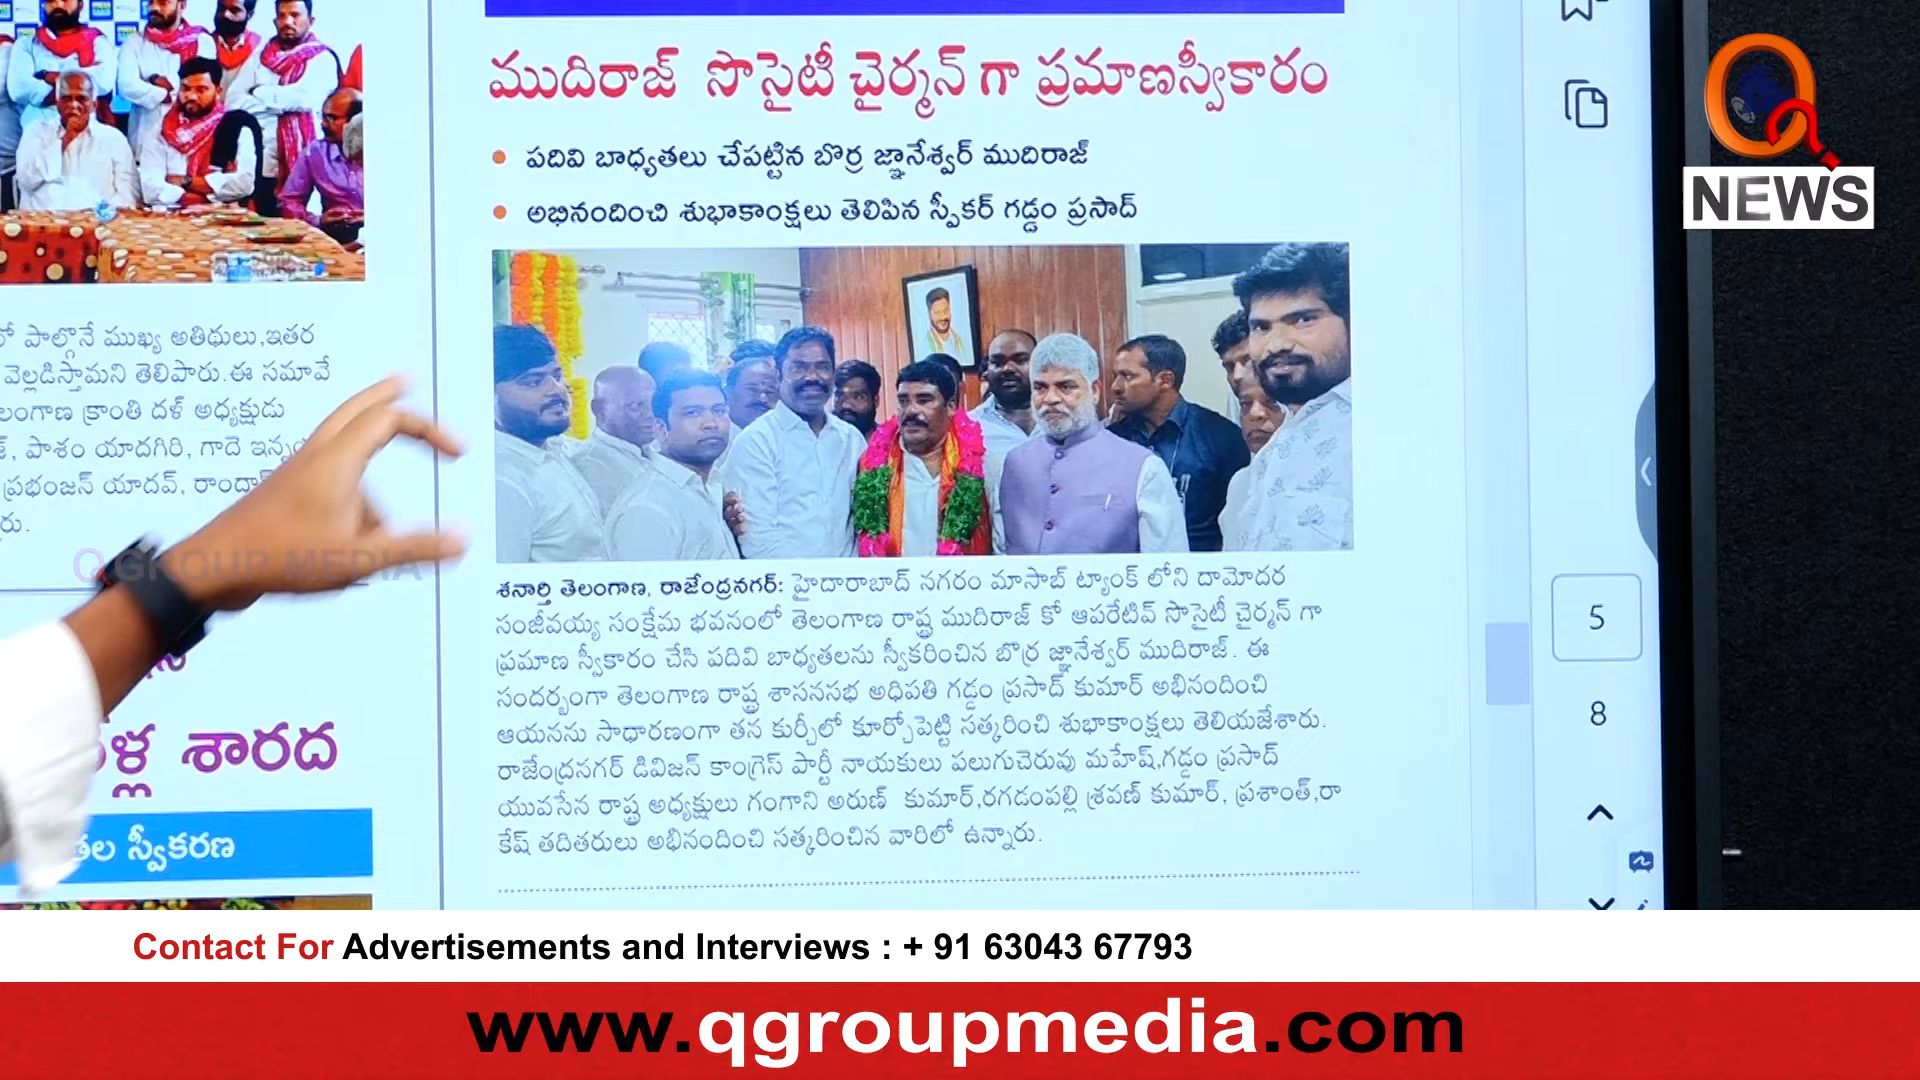 ముదిరాజ్ సొసైటీ చైర్మన్ గా ప్రమాణస్వీకారం
• పదవి బాధ్యతలు చేపట్టిన బొర్ర జ్ఞానేశ్వర్ ముదిరాజ్
• అభినందించి శుభాకాంక్షలు తెలిపిన స్పీకర్ గడ్డం ప్రసాద్
NEWS
పాల్గొనే ముఖ్య అతిథులు,ఇతర
వెల్లడిస్తామని తెలిపారు.ఈ సమావే
లంగాణ క్రాంతి దళ్ అధ్యక్షుడు
పాశం యాదగిరి, గాదె ఇన్న
ప్రభంజన్ యాదవ్,
రు.
Q GROUP MEDIA
శనార్తి తెలంగాణ, రాజేంద్రనగర్: హైదారాబాద్ నగరం మాసాబ్ ట్యాంక్ లోని దామోదర
సంజీవయ్య సంక్షేమ భవనంలో తెలంగాణ రాష్ట్ర ముదిరాజ్ కో ఆపరేటివ్ సొసైటీ చైర్మన్ గా
ప్రమాణ స్వీకారం చేసి పదవి బాధ్యతలను స్వీకరించిన బొర్ర జ్ఞానేశ్వర్ ముదిరాజ్. ఈ
సందర్భంగా తెలంగాణ రాష్ట్ర శాసనసభ అధిపతి గడ్డం ప్రసాద్ కుమార్ అభినందించి
ఆయనను సాధారణంగా తన కుర్చీలో కూర్చోపెట్టి సత్కరించి శుభాకాంక్షలు తెలియజేశారు.
రాజేంద్రనగర్ డివిజన్ కాంగ్రెస్ పార్టీ నాయకులు పలుగుచెరువు మహేష్,గడ్డం ప్రసాద్
యువసేన రాష్ట్ర అధ్యక్షులు గంగాని అరుణ్ కుమార్,రగడంపల్లి శ్రవణ్ కుమార్, ప్రశాంత్,రా
కేష్ తదితరులు అభినందించి సత్కరించిన వారిలో ఉన్నారు.
ళ్ల శారద
తల స్వీకరణ
5
8
Contact For Advertisements and Interviews : + 91 63043 67793
www.qgroupmedia.com